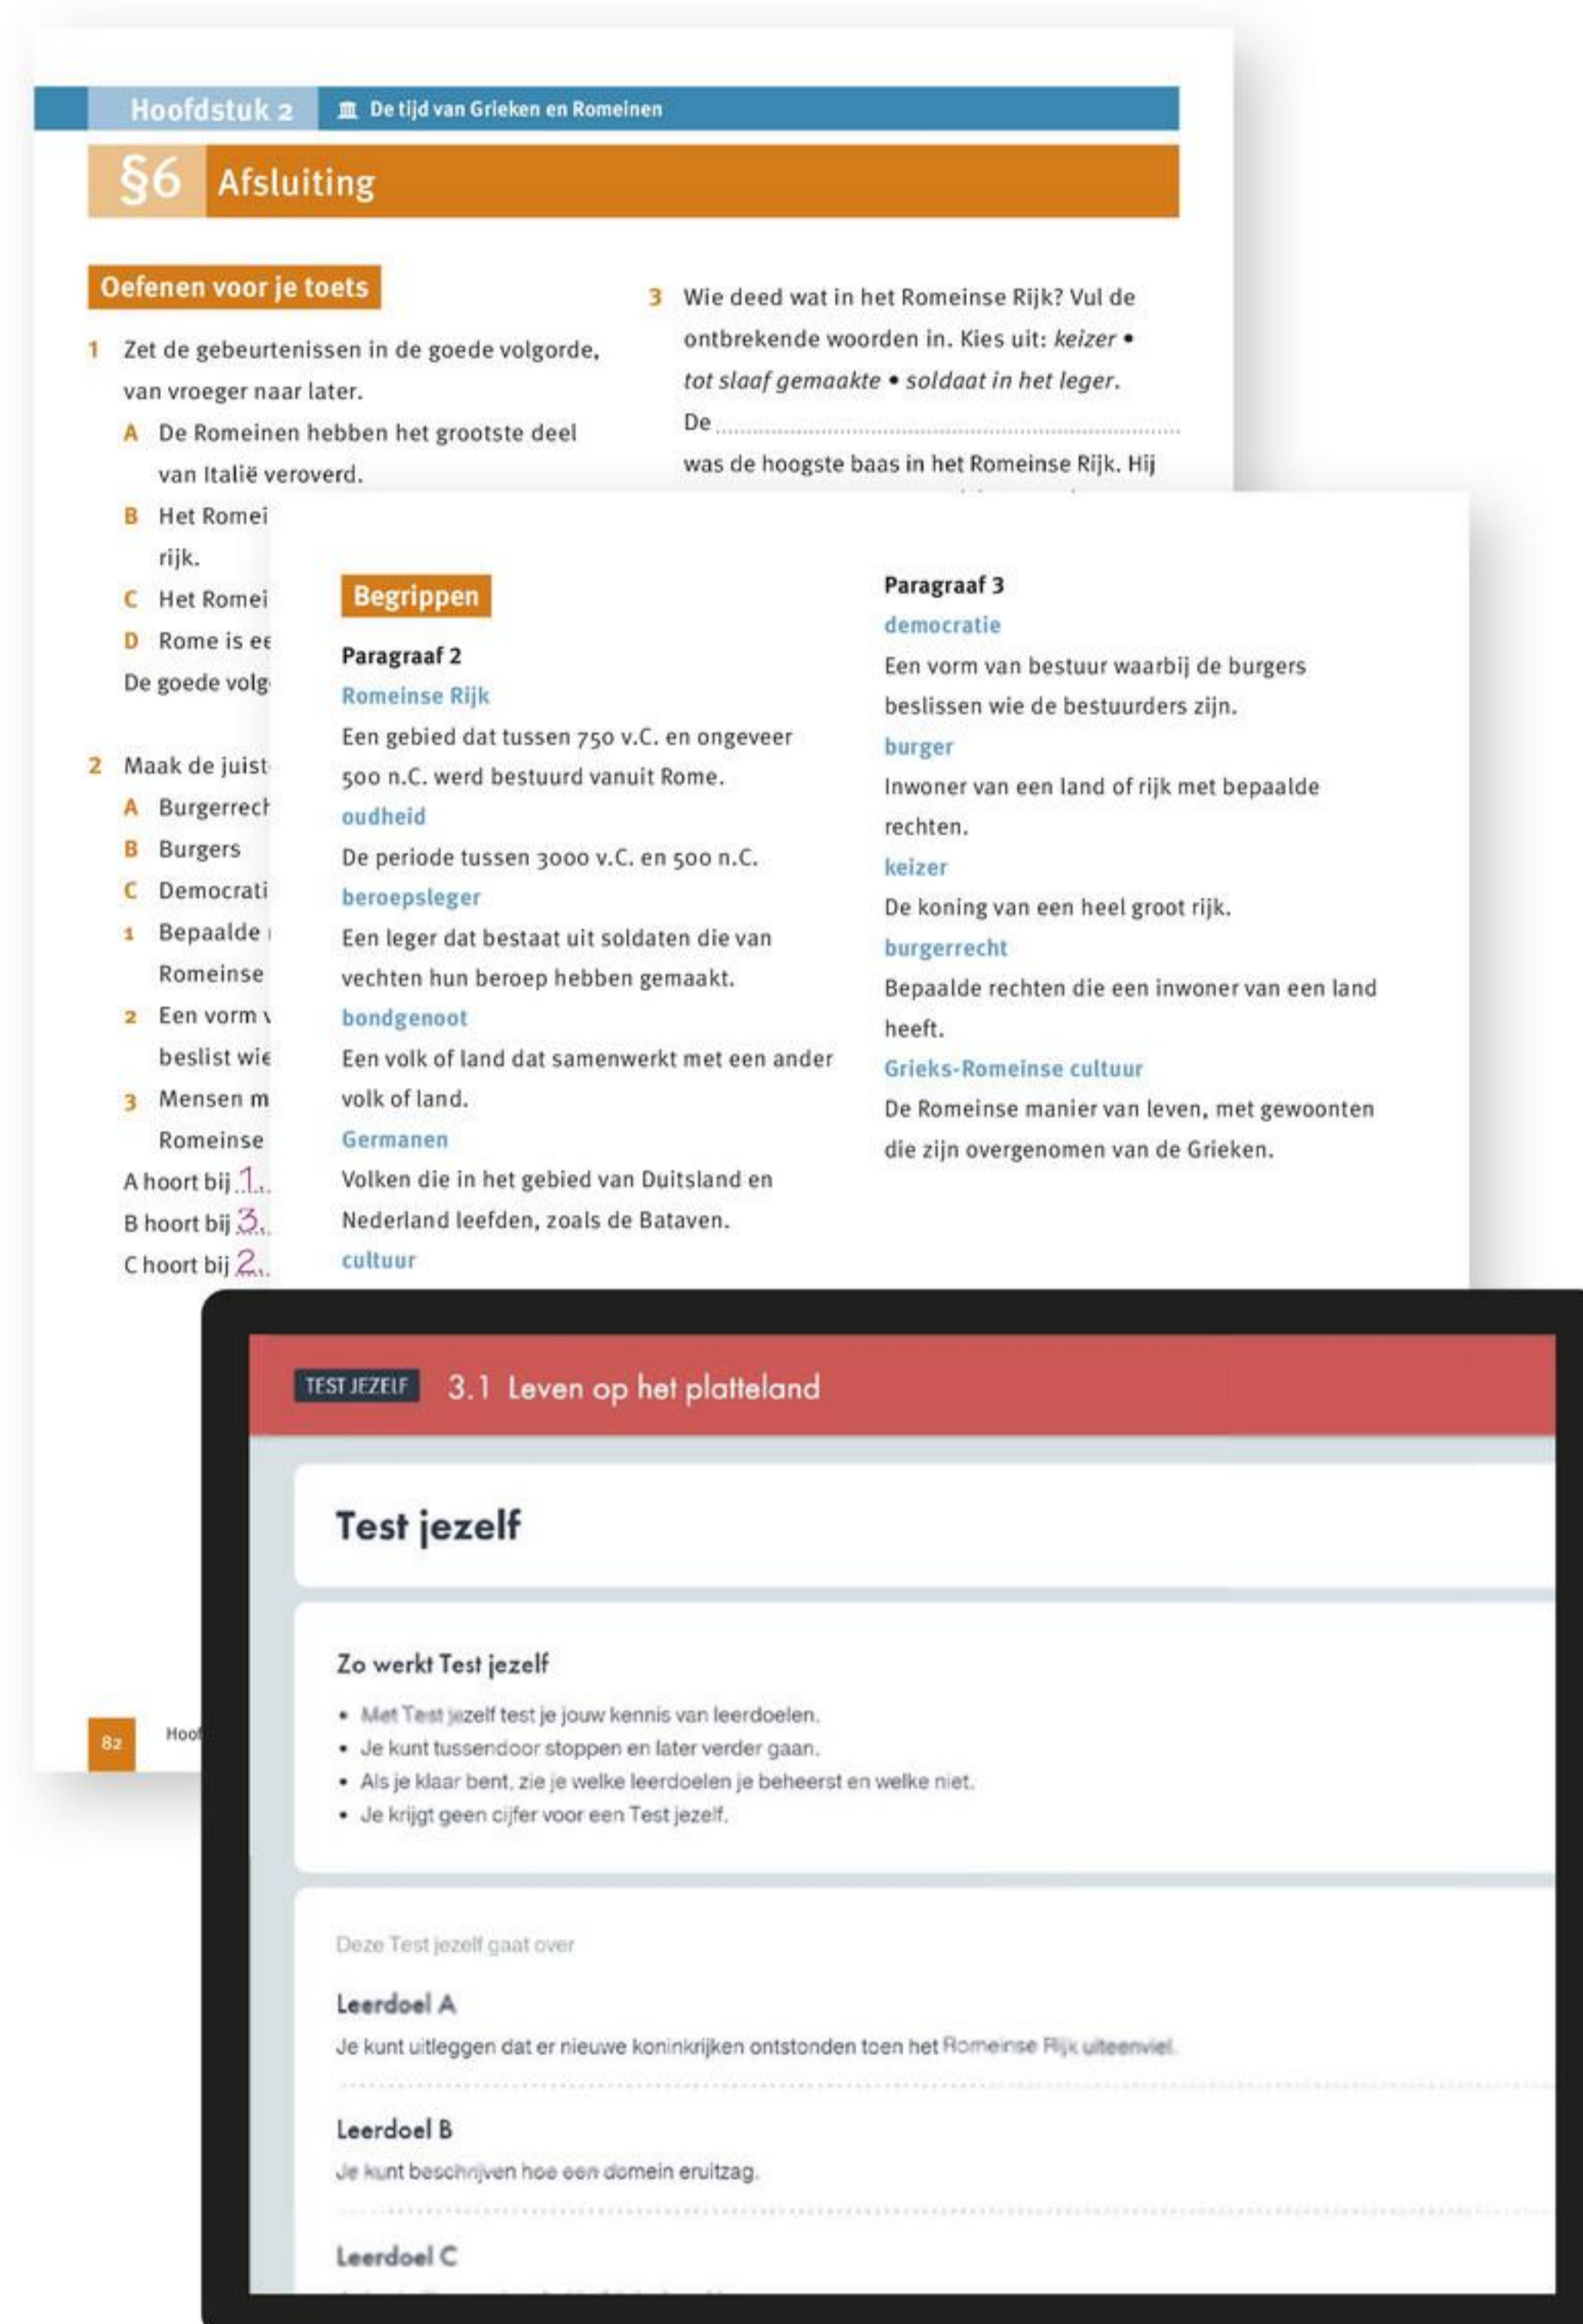 Hoofdstuk 2
De tijd van Grieken en Romeinen
§6 Afsluiting
Oefenen voor je toets
1 Zet de gebeurtenissen in de goede volgorde,
van vroeger naar later.
A De Romeinen hebben het grootste deel
van Italië veroverd.
B Het Romei
rijk.
C Het Romei
D Rome is ee
De goede volg
2 Maak de juist
A Burgerrech
B Burgers
C Democrati
1 Bepaalde
Romeinse
2 Een vorm v
beslist wie
3 Mensen m
Romeinse
A hoort bij 1
B hoort bij 3
C hoort bij 2
82
Hoof
3 Wie deed wat in het Romeinse Rijk? Vul de
ontbrekende woorden in. Kies uit: keizer •
tot slaaf gemaakte • soldaat in het leger.
De
was de hoogste baas in het Romeinse Rijk. Hij
Begrippen
Paragraaf 2
Romeinse Rijk
Een gebied dat tussen 750 v.C. en ongeveer
500 n.C. werd bestuurd vanuit Rome.
oudheid
De periode tussen 3000 v.C. en 500 n.C.
beroepsleger
Een leger dat bestaat uit soldaten die van
vechten hun beroep hebben gemaakt.
bondgenoot
Een volk of land dat samenwerkt met een ander
volk of land.
Germanen
Volken die in het gebied van Duitsland en
Nederland leefden, zoals de Bataven.
cultuur
Paragraaf 3
democratie
Een vorm van bestuur waarbij de burgers
beslissen wie de bestuurders zijn.
burger
Inwoner van een land of rijk met bepaalde
rechten.
keizer
De koning van een heel groot rijk.
burgerrecht
Bepaalde rechten die een inwoner van een land
heeft.
Grieks-Romeinse cultuur
De Romeinse manier van leven, met gewoonten
die zijn overgenomen van de Grieken.
TEST JEZELF 3.1 Leven op het platteland
Test jezelf
Zo werkt Test jezelf
• Met Test jezelf test je jouw kennis van leerdoelen.
• Je kunt tussendoor stoppen en later verder gaan.
• Als je klaar bent, zie je welke leerdoelen je beheerst en welke niet.
• Je krijgt geen cijfer voor een Test jezelf.
Deze Test jezelf gaat over
Leerdoel A
Je kunt uitleggen dat er nieuwe koninkrijken ontstonden toen het Romeinse Rijk uiteenviel.
Leerdoel B
Je kunt beschrijven hoe een domein eruitzag.
Leerdoel C